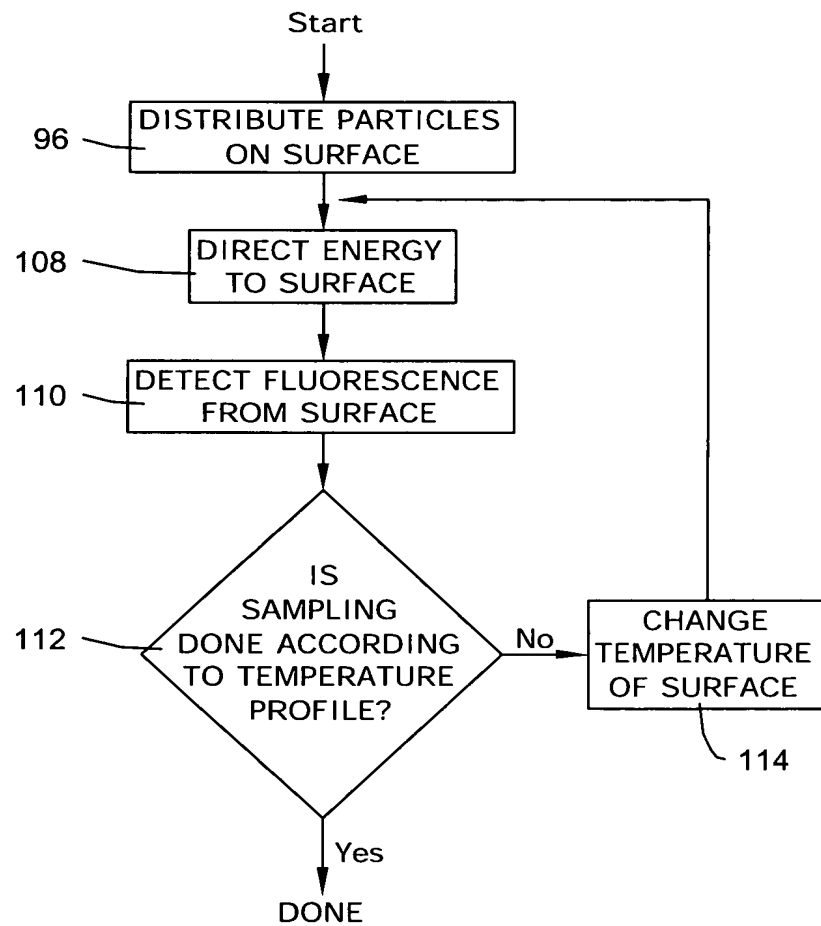 Start
96
DISTRIBUTE PARTICLES
ON SURFACE
108
DIRECT ENERGY
TO SURFACE
110
DETECT FLUORESCENCE
FROM SURFACE
112
IS
SAMPLING
DONE ACCORDING
TO TEMPERATURE
PROFILE?
No
CHANGE
TEMPERATURE
OF SURFACE
114
Yes
DONE